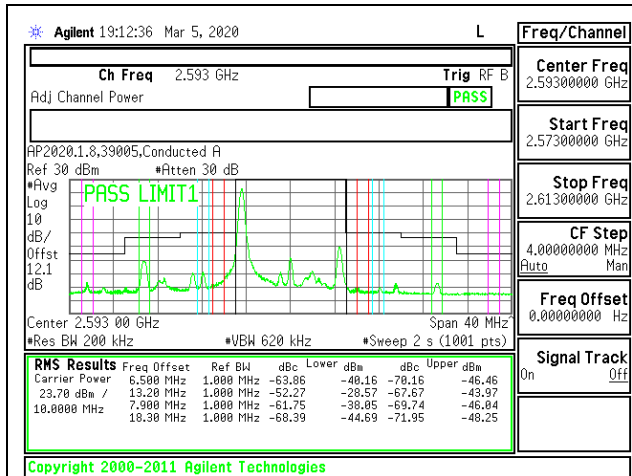 Agilent 19:12:36 Mar 5, 2020 L
Freq/Channel
Ch Freq 2.593 GHz Trig RF B
Adj Channel Power PASS
Center Freq
2.59300000 GHz
Start Freq
2.57300000 GHz
Stop Freq
2.61300000 GHz
CF Step
4.00000000 MHz
Auto Man
Freq Offset
0.00000000 Hz
Signal Track
On Off
AP2020.1.8,39005,Conducted A
Ref 30 dBm #Atten 30 dB
#Avg
Log
10
dB/
Offst
12.1
dB
PASS LIMIT1
Center 2.593 00 GHz Span 40 MHz
#Res BW 200 kHz #VBW 620 kHz #Sweep 2 s (1001 pts)
RMS Results Freq Offset Ref BW dBc Lower dBm dBc Upper dBm
Carrier Power 6.500 MHz 1.000 MHz -63.86 -40.16 -70.16 -46.46
23.70 dBm / 13.20 MHz 1.000 MHz -52.27 -28.57 -67.67 -43.97
10.0000 MHz 7.900 MHz 1.000 MHz -61.75 -38.05 -69.74 -46.04
18.30 MHz 1.000 MHz -68.39 -44.69 -71.95 -48.25
Copyright 2000-2011 Agilent Technologies